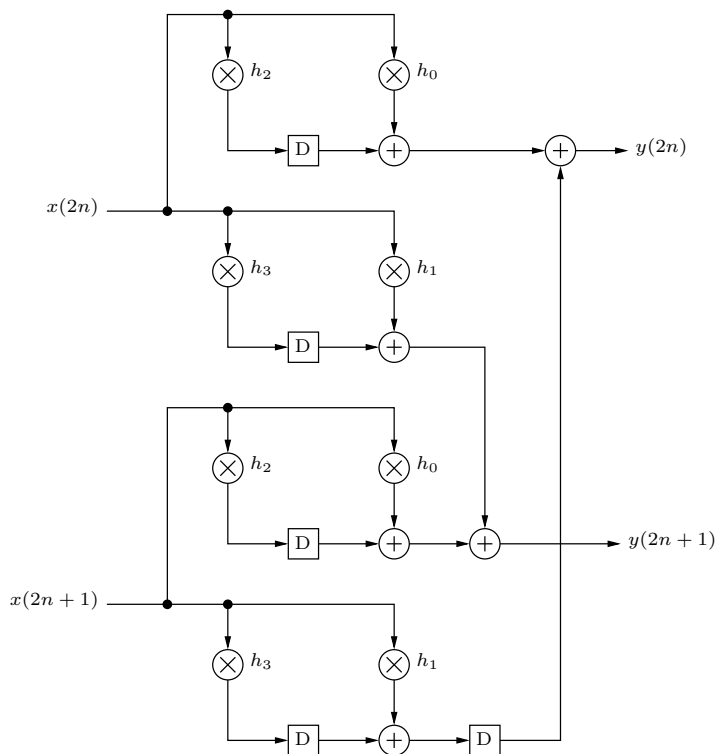 h₂ h₀
D y(2n)
x(2n)
h₃ h₁
D
h₂ h₀
D y(2n + 1)
x(2n + 1)
h₃ h₁
D D